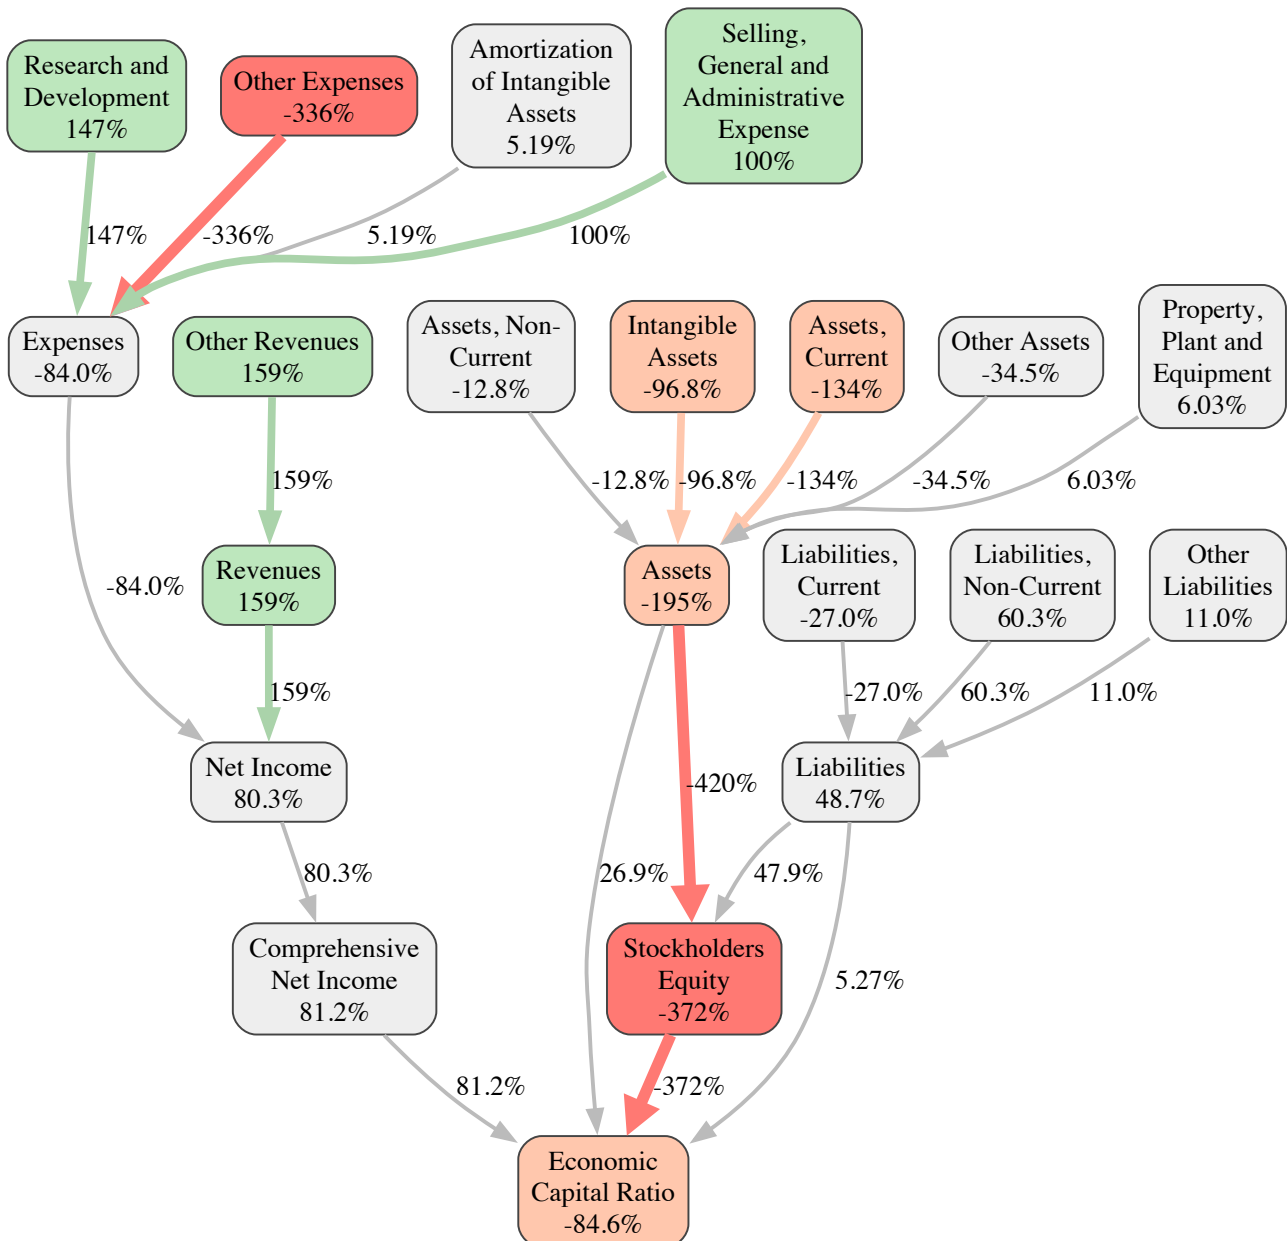 Research and
Development
147%
Other Expenses
-336%
Amortization
of Intangible
Assets
5.19%
Selling,
General and
Administrative
Expense
100%
147%
-336%
5.19%
100%
Expenses
-84.0%
Other Revenues
159%
Assets, Non-
Current
-12.8%
Intangible
Assets
-96.8%
Assets,
Current
-134%
Other Assets
-34.5%
Property,
Plant and
Equipment
6.03%
159%
-12.8%
-96.8%
-134%
-34.5%
6.03%
-84.0%
Revenues
159%
Assets
-195%
Liabilities,
Current
-27.0%
Liabilities,
Non-Current
60.3%
Other
Liabilities
11.0%
159%
-27.0%
60.3%
11.0%
Net Income
80.3%
-420%
Liabilities
48.7%
80.3%
26.9%
47.9%
Comprehensive
Net Income
81.2%
Stockholders
Equity
-372%
5.27%
81.2%
-372%
Economic
Capital Ratio
-84.6%